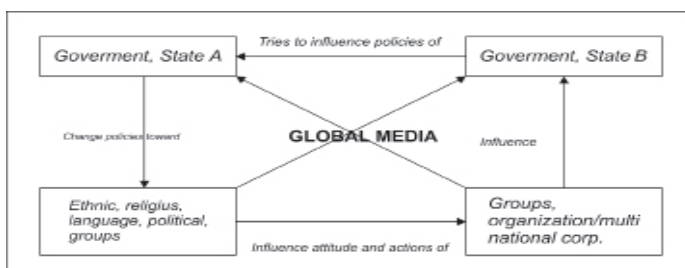 Tries to influence policies of
Goverment, State A
Goverment, State B
Change policies toward
GLOBAL MEDIA
Influence
Ethnic, religius,
language, political,
groups
Groups,
organization/multi
national corp.
Influence attitude and actions of